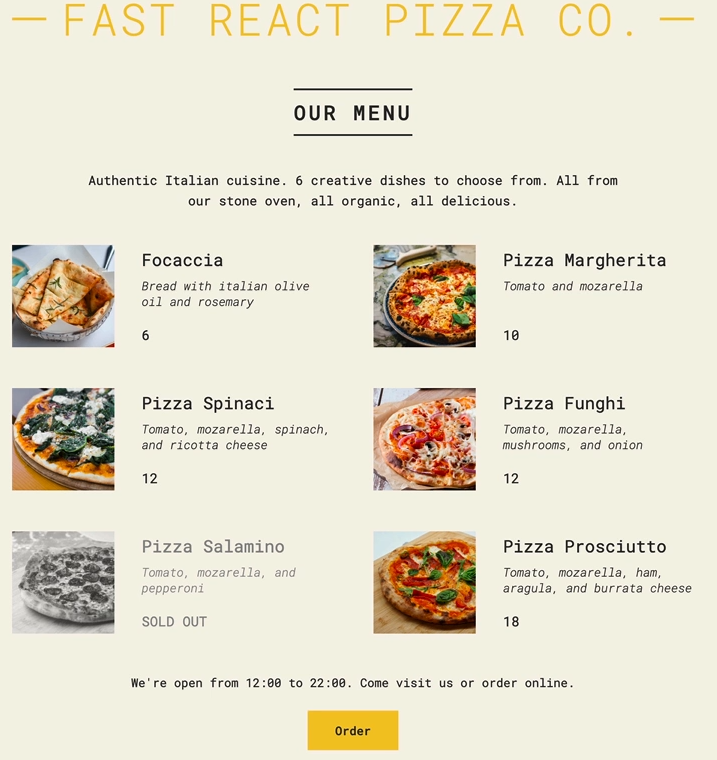 — FAST REACT PIZZA CO. —
OUR MENU
Authentic Italian cuisine. 6 creative dishes to choose from. All from
our stone oven, all organic, all delicious.
Focaccia
Bread with italian olive
oil and rosemary
6
Pizza Margherita
Tomato and mozarella
10
Pizza Spinaci
Tomato, mozarella, spinach,
and ricotta cheese
12
Pizza Funghi
Tomato, mozarella,
mushrooms, and onion
12
Pizza Salamino
Tomato, mozarella, and
pepperoni
SOLD OUT
Pizza Prosciutto
Tomato, mozarella, ham,
aragula, and burrata cheese
18
We're open from 12:00 to 22:00. Come visit us or order online.
Order